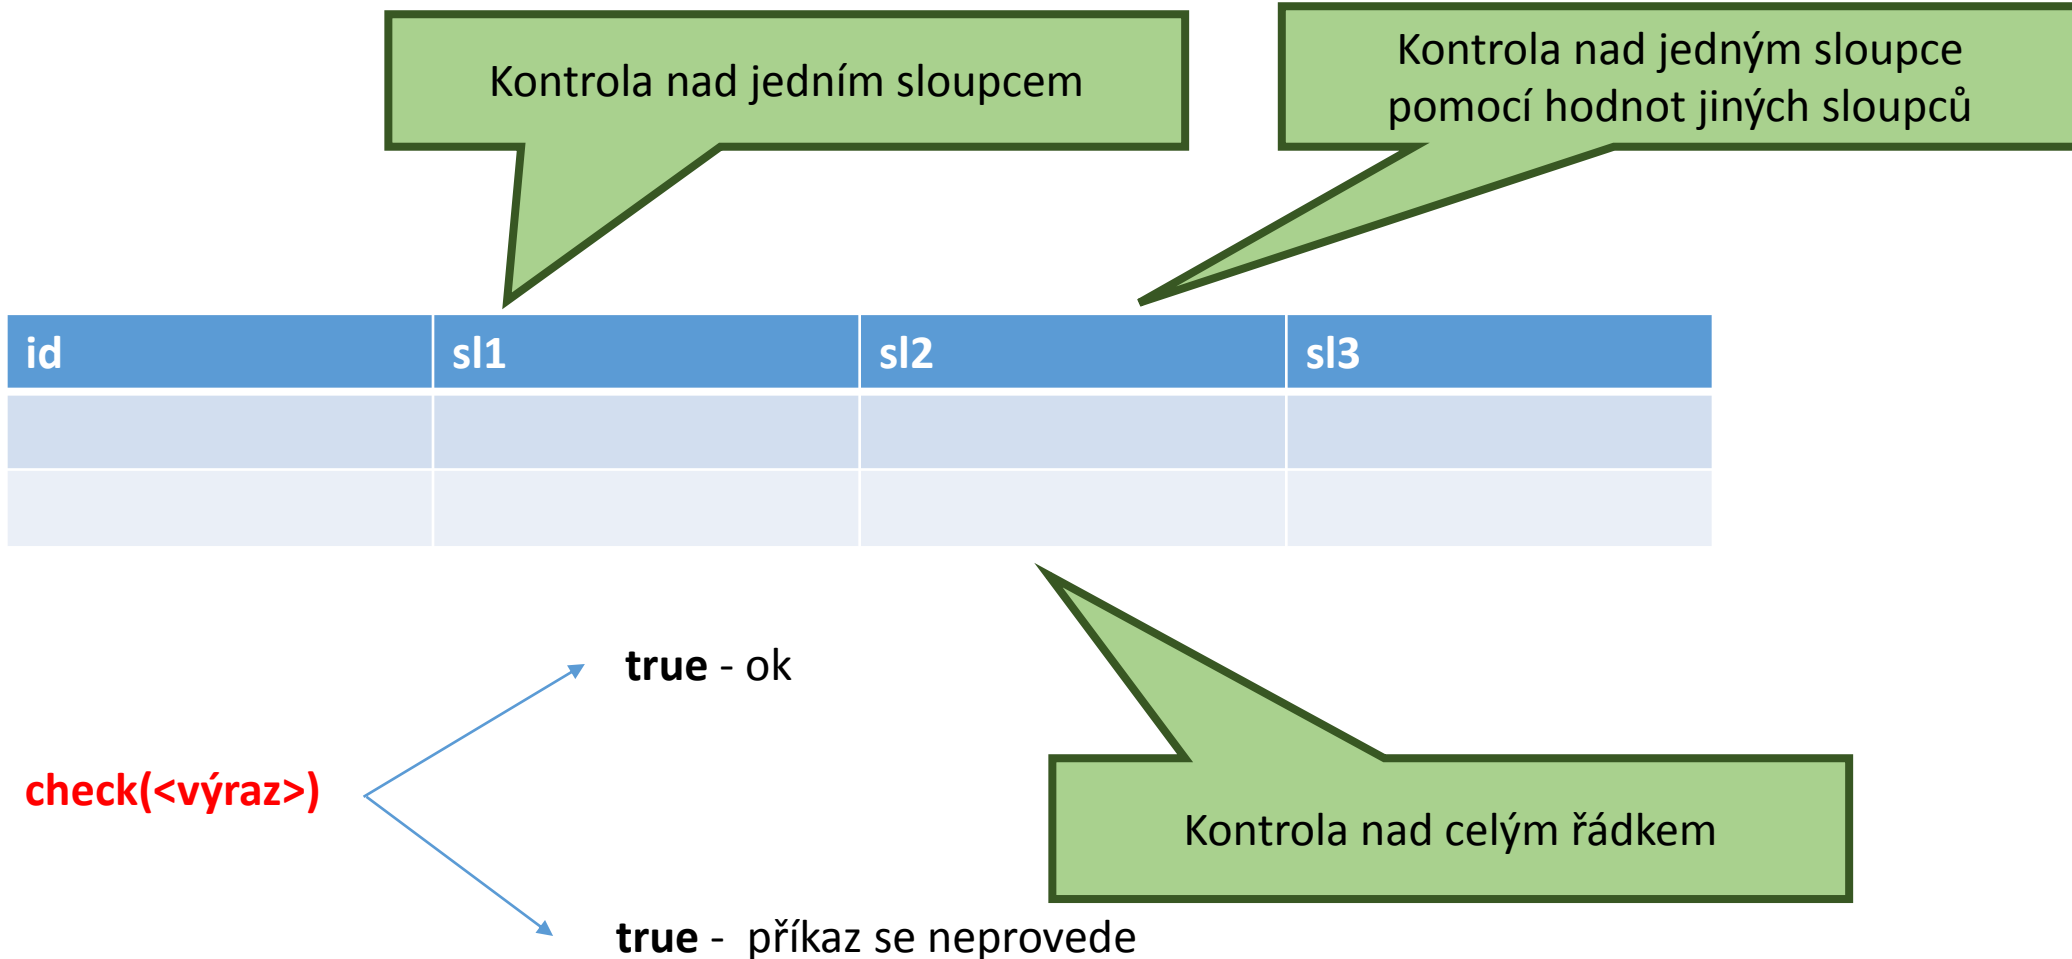 Kontrola nad jedním sloupcem
Kontrola nad jedným sloupce
pomocí hodnot jiných sloupců
id sl1 sl2 sl3
true - ok
check(<výraz>)
Kontrola nad celým řádkem
true - příkaz se neprovede